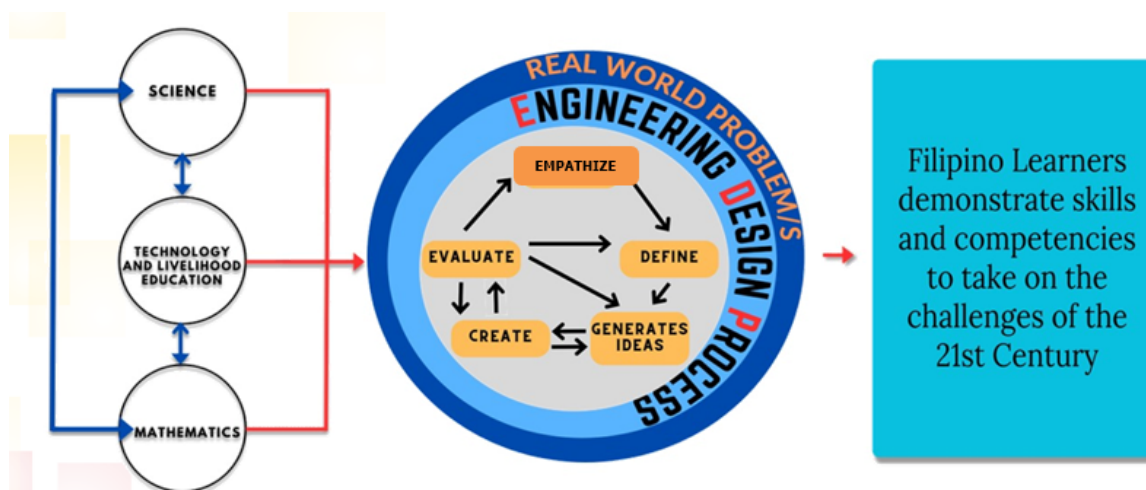 SCIENCE
TECHNOLOGY
AND LIVELIHOOD
EDUCATION
MATHEMATICS
REAL WORLD PROBLEM/S
ENGINEERING DESIGN PROCESS
EMPATHIZE
EVALUATE
DEFINE
CREATE
GENERATES
IDEAS
Filipino Learners
demonstrate skills
and competencies
to take on the
challenges of the
21st Century